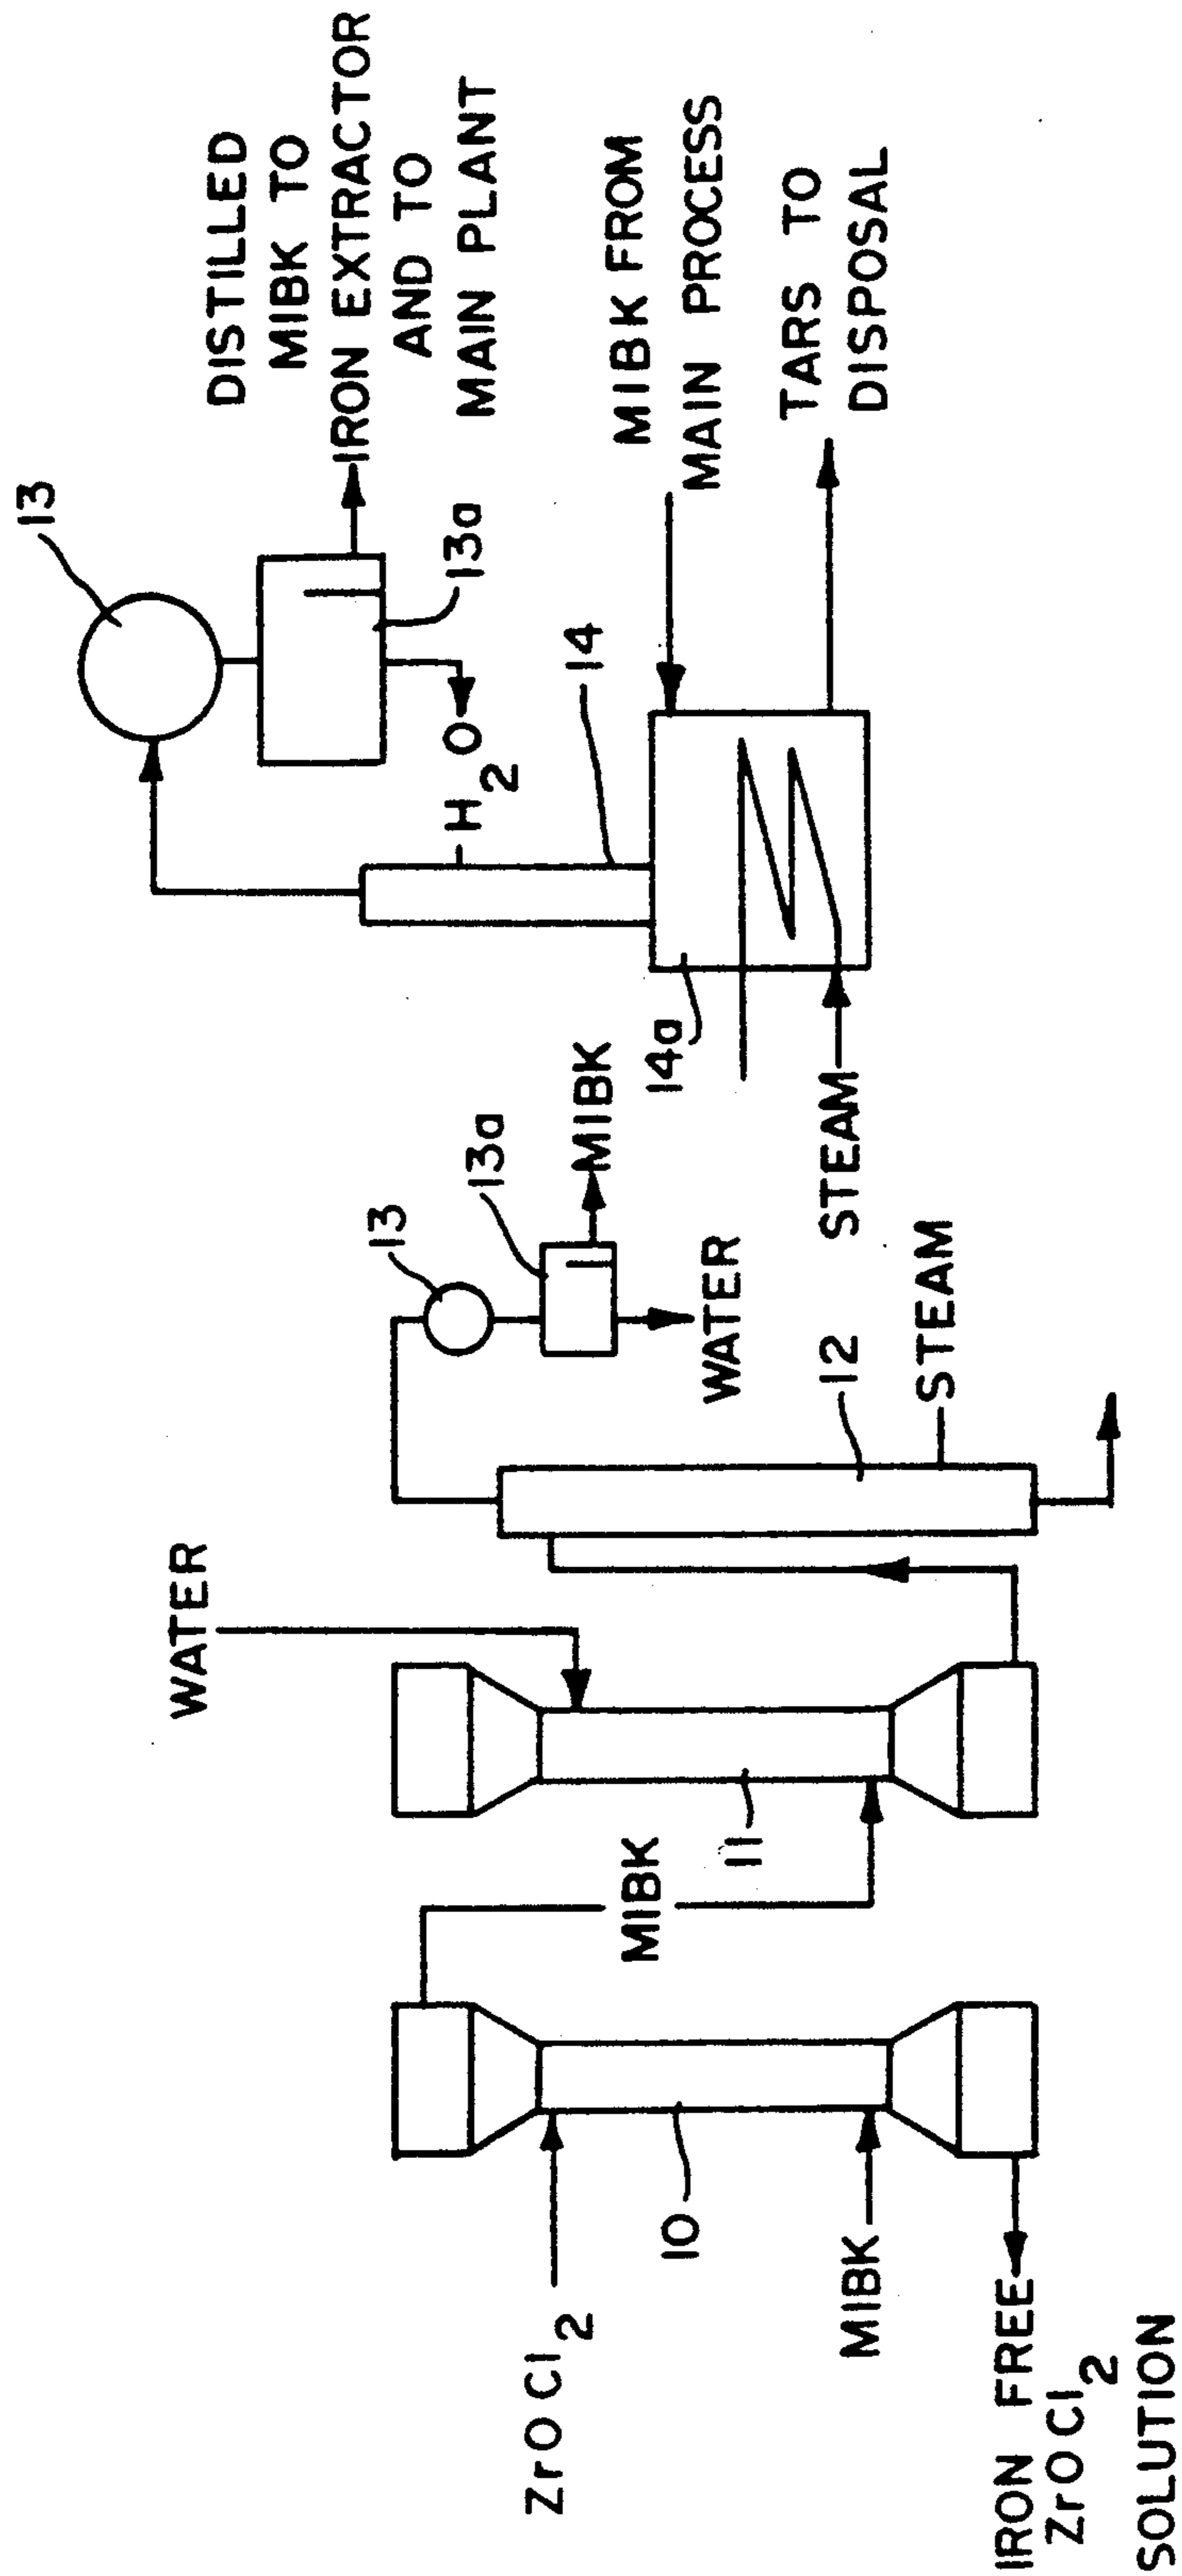 ZrOCl2
IRON FREE
ZrOCl2
SOLUTION
MIBK
10
MIBK
11
WATER
12
STEAM
13
13a
MIBK
WATER
STEAM
14a
14
H2O
13
13a
DISTILLED
MIBK TO
IRON EXTRACTOR
AND TO
MAIN PLANT
MIBK FROM
MAIN PROCESS
TARS TO
DISPOSAL